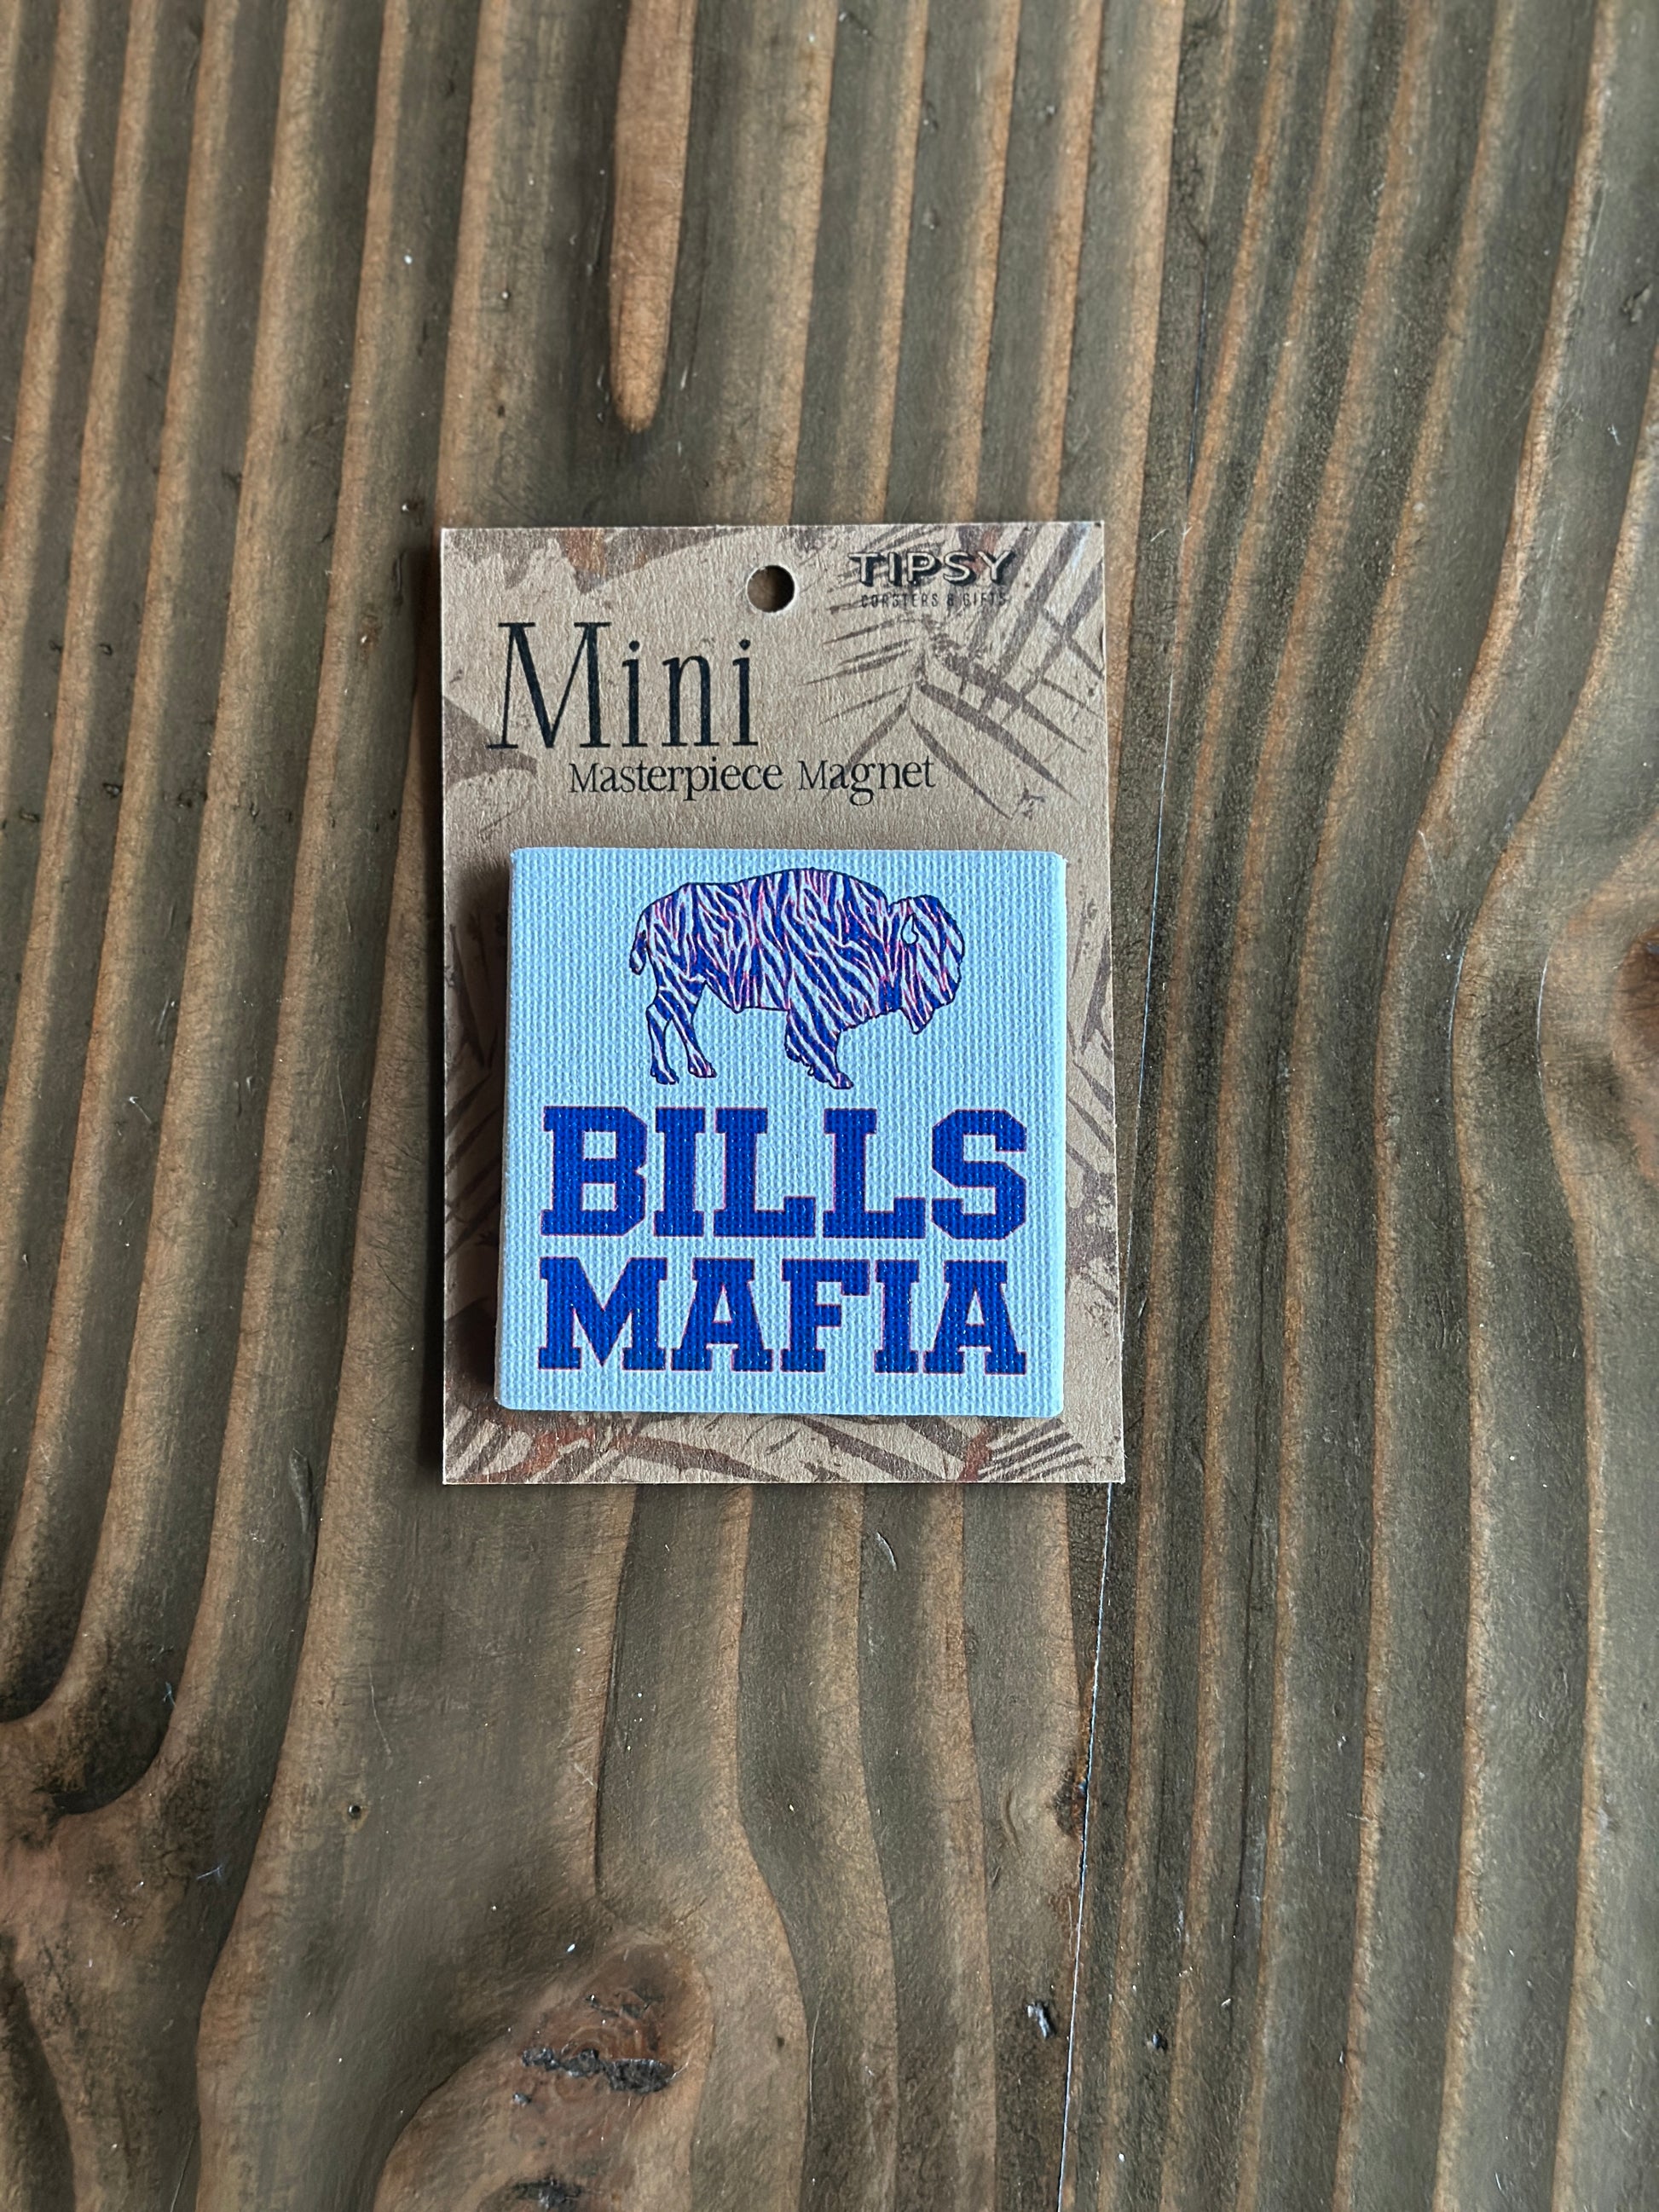 TIPSY
COASTERS & GIFTS
Mini
Masterpiece Magnet
BILLS
MAFIA